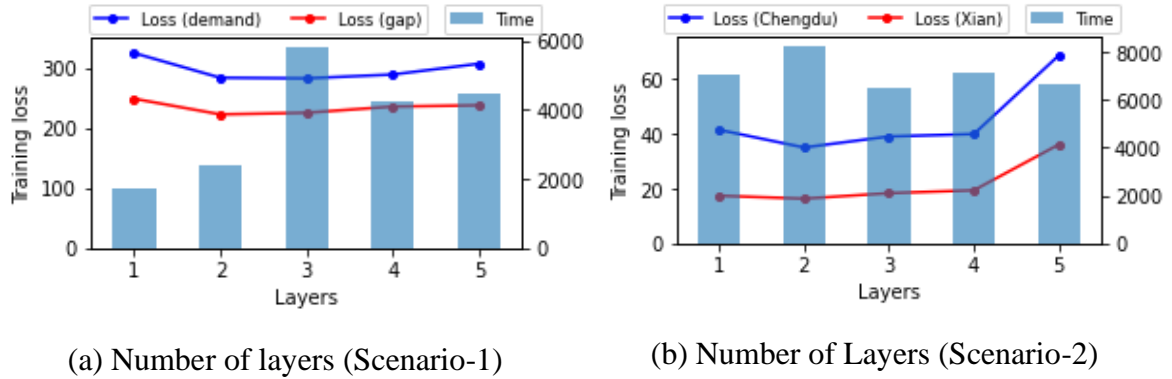 Loss (demand) Loss (gap) Time
Training loss
300
200
100
0
6000
4000
2000
0
1 2 3 4 5
Layers
(a) Number of layers (Scenario-1)
Loss (Chengdu) Loss (Xian) Time
Training loss
60
40
20
0
8000
6000
4000
2000
0
1 2 3 4 5
Layers
(b) Number of Layers (Scenario-2)